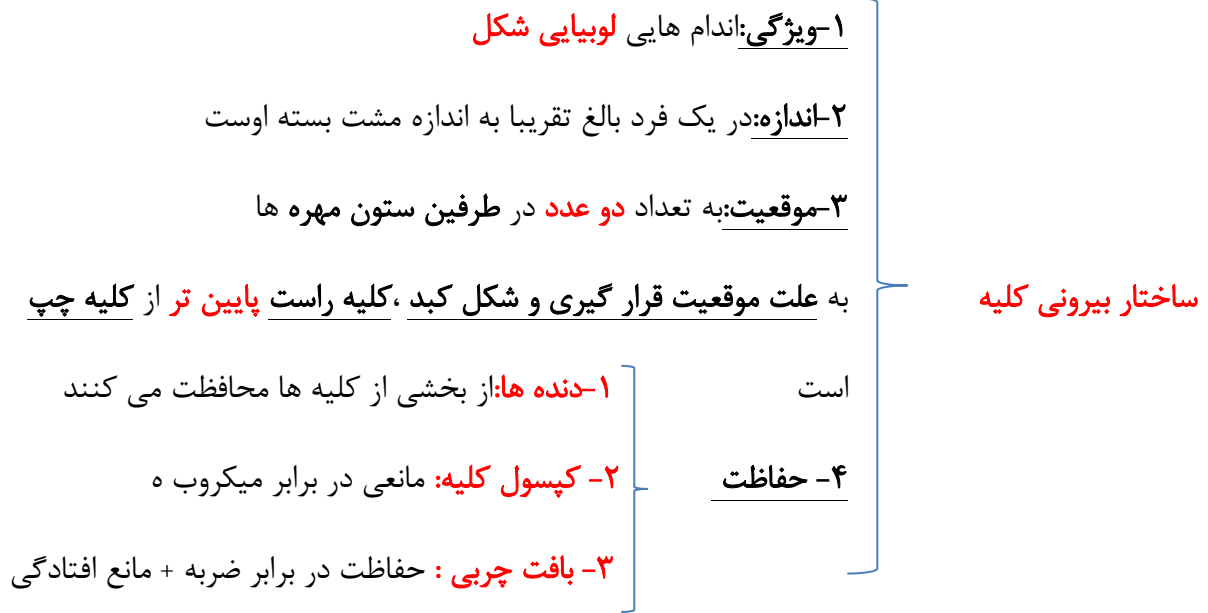 ساختار بیرونی کلیه
۱-ویژگی:اندام هایی لوبیایی شکل
۲-اندازه:در یک فرد بالغ تقریبا به اندازه مشت بسته اوست
۳-موقعیت:به تعداد دو عدد در طرفین ستون مهره ها
به علت موقعیت قرار گیری و شکل کبد ،کلیه راست پایین تر از کلیه چپ
است
۴- حفاظت
۱-دنده ها:از بخشی از کلیه ها محافظت می کنند
۲- کپسول کلیه: مانعی در برابر میکروب ه
۳- بافت چربی : حفاظت در برابر ضربه + مانع افتادگی